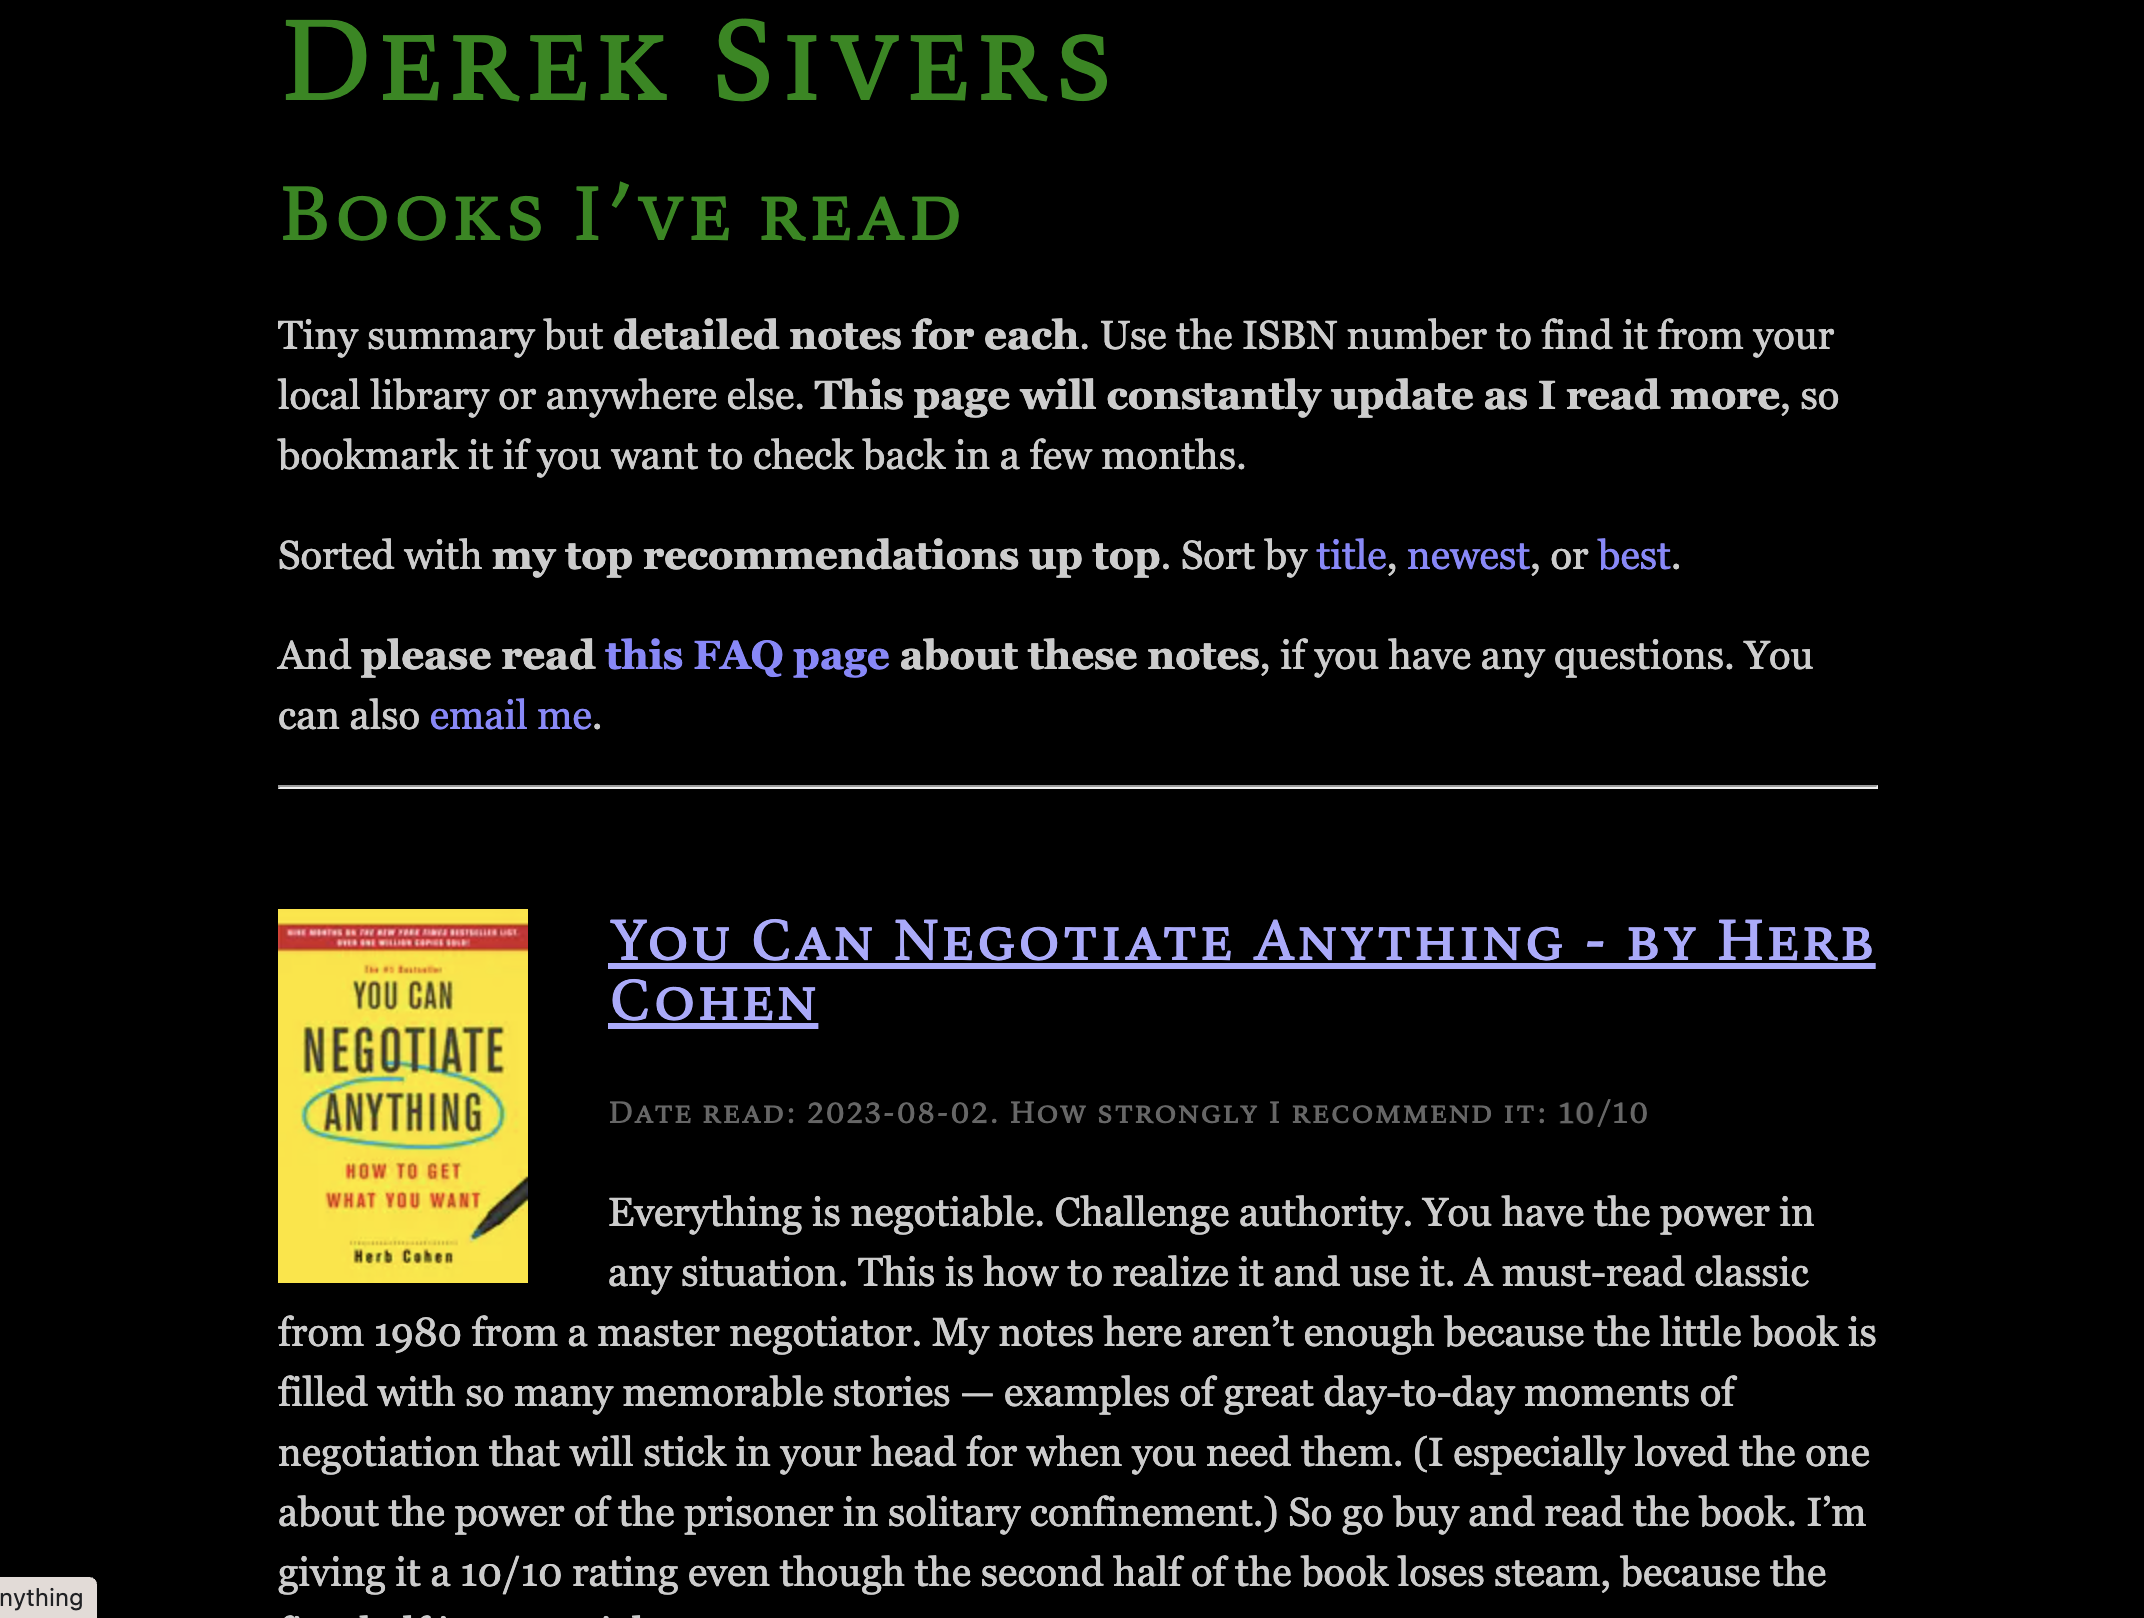 Derek Sivers
Books I’ve read
Tiny summary but detailed notes for each. Use the ISBN number to find it from your
local library or anywhere else. This page will constantly update as I read more, so
bookmark it if you want to check back in a few months.
Sorted with my top recommendations up top. Sort by title, newest, or best.
And please read this FAQ page about these notes, if you have any questions. You
can also email me.
NINE MONTHS ON THE NEW YORK TIMES BESTSELLER LIST.
OVER ONE MILLION COPIES SOLD!
The #1 Bestseller
YOU CAN
NEGOTIATE
ANYTHING
HOW TO GET
WHAT YOU WANT
Herb Cohen
You Can Negotiate Anything - by Herb
Cohen
Date read: 2023-08-02. How strongly I recommend it: 10/10
Everything is negotiable. Challenge authority. You have the power in
any situation. This is how to realize it and use it. A must-read classic
from 1980 from a master negotiator. My notes here aren’t enough because the little book is
filled with so many memorable stories — examples of great day-to-day moments of
negotiation that will stick in your head for when you need them. (I especially loved the one
about the power of the prisoner in solitary confinement.) So go buy and read the book. I’m
giving it a 10/10 rating even though the second half of the book loses steam, because the
nything